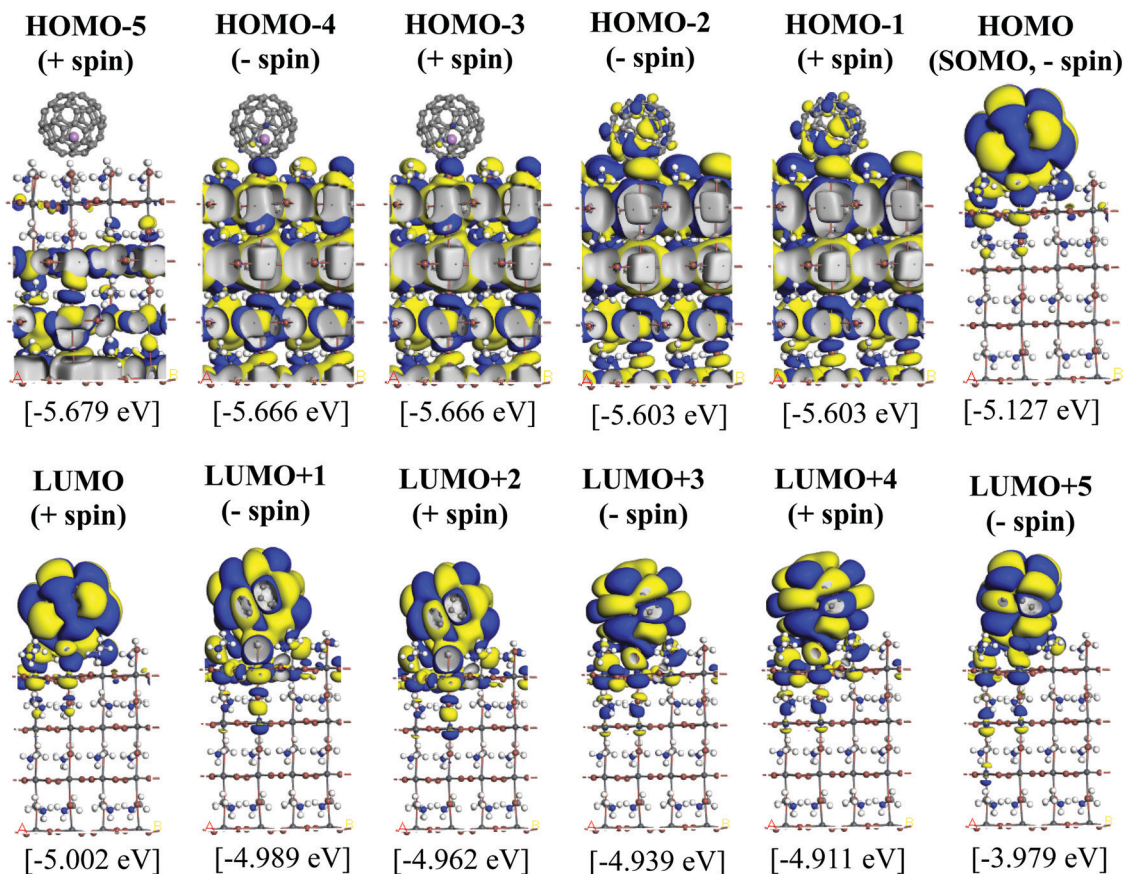 HOMO-5 HOMO-4 HOMO-3 HOMO-2 HOMO-1 HOMO
(+ spin) (- spin) (+ spin) (- spin) (+ spin) (SOMO, - spin)
A B A B A B A B A B A B
[-5.679 eV] [-5.666 eV] [-5.666 eV] [-5.603 eV] [-5.603 eV] [-5.127 eV]
LUMO LUMO+1 LUMO+2 LUMO+3 LUMO+4 LUMO+5
(+ spin) (- spin) (+ spin) (- spin) (+ spin) (- spin)
A B A B A B A B A B A B
[-5.002 eV] [-4.989 eV] [-4.962 eV] [-4.939 eV] [-4.911 eV] [-3.979 eV]